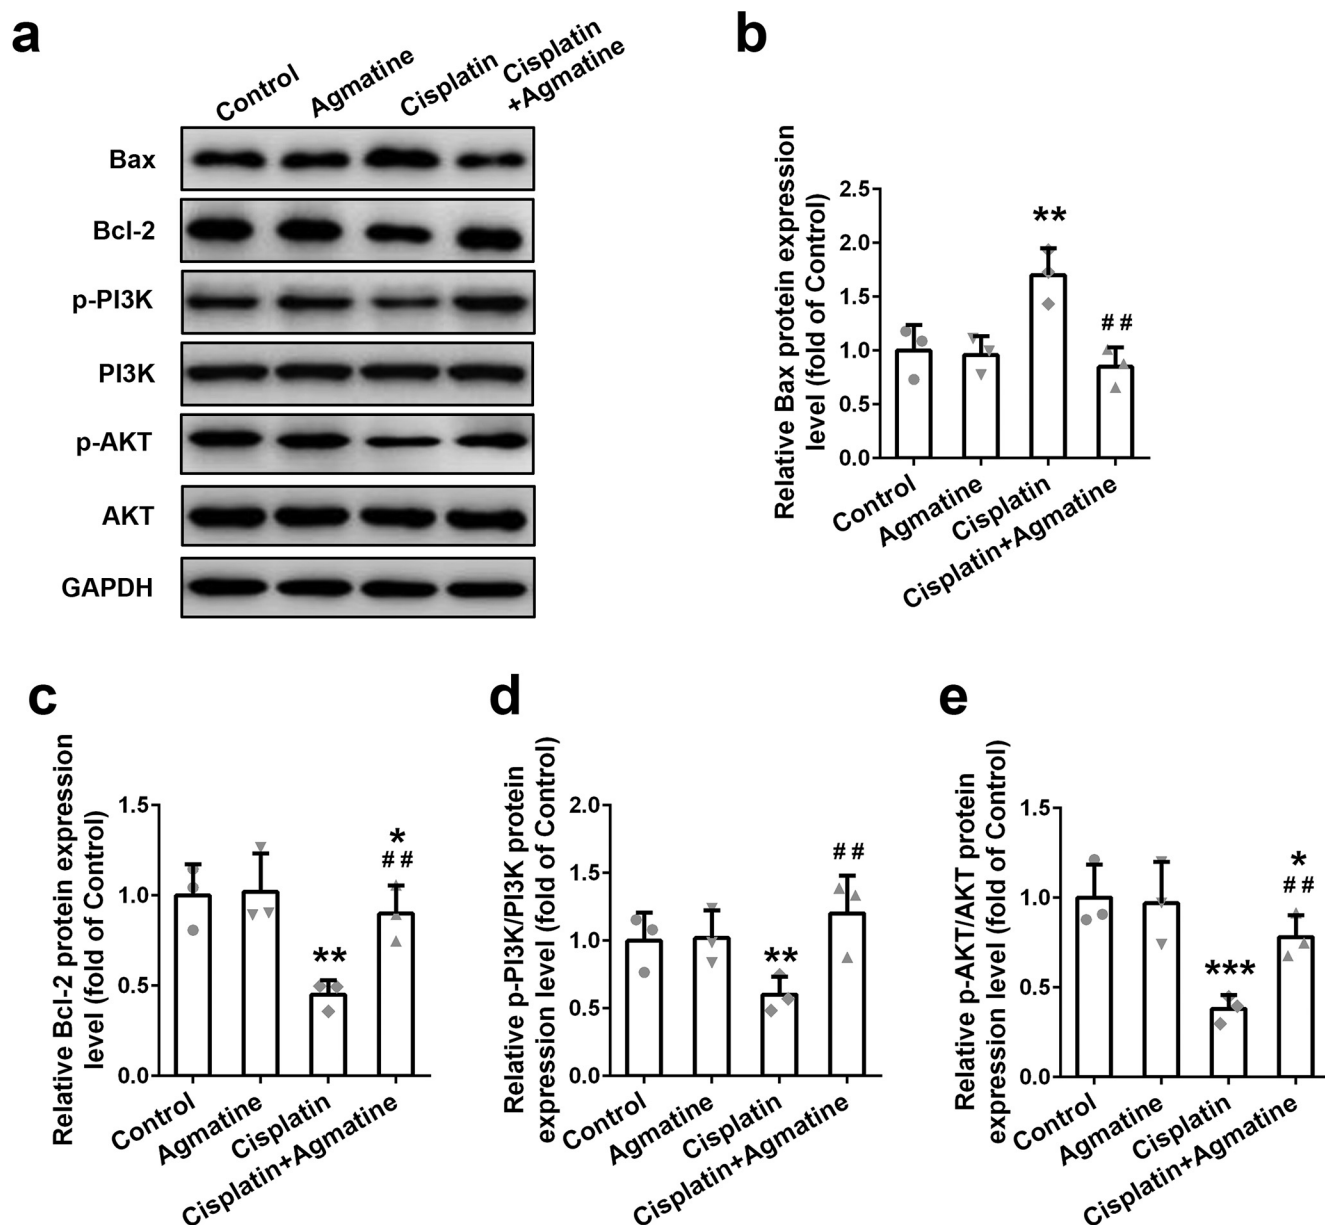 a
Control
Agmatine
Cisplatin
Cisplatin
+Agmatine
Bax
Bcl-2
p-PI3K
PI3K
p-AKT
AKT
GAPDH
b
Relative Bax protein expression
level (fold of Control)
2.5
2.0
1.5
1.0
0.5
0.0
**
##
Control
Agmatine
Cisplatin
Cisplatin+Agmatine
c
Relative Bcl-2 protein expression
level (fold of Control)
1.5
1.0
0.5
0.0
**
*
##
Control
Agmatine
Cisplatin
Cisplatin+Agmatine
d
Relative p-PI3K/PI3K protein
expression level (fold of Control)
2.0
1.5
1.0
0.5
0.0
**
##
Control
Agmatine
Cisplatin
Cisplatin+Agmatine
e
Relative p-AKT/AKT protein
expression level (fold of Control)
1.5
1.0
0.5
0.0
***
*
##
Control
Agmatine
Cisplatin
Cisplatin+Agmatine